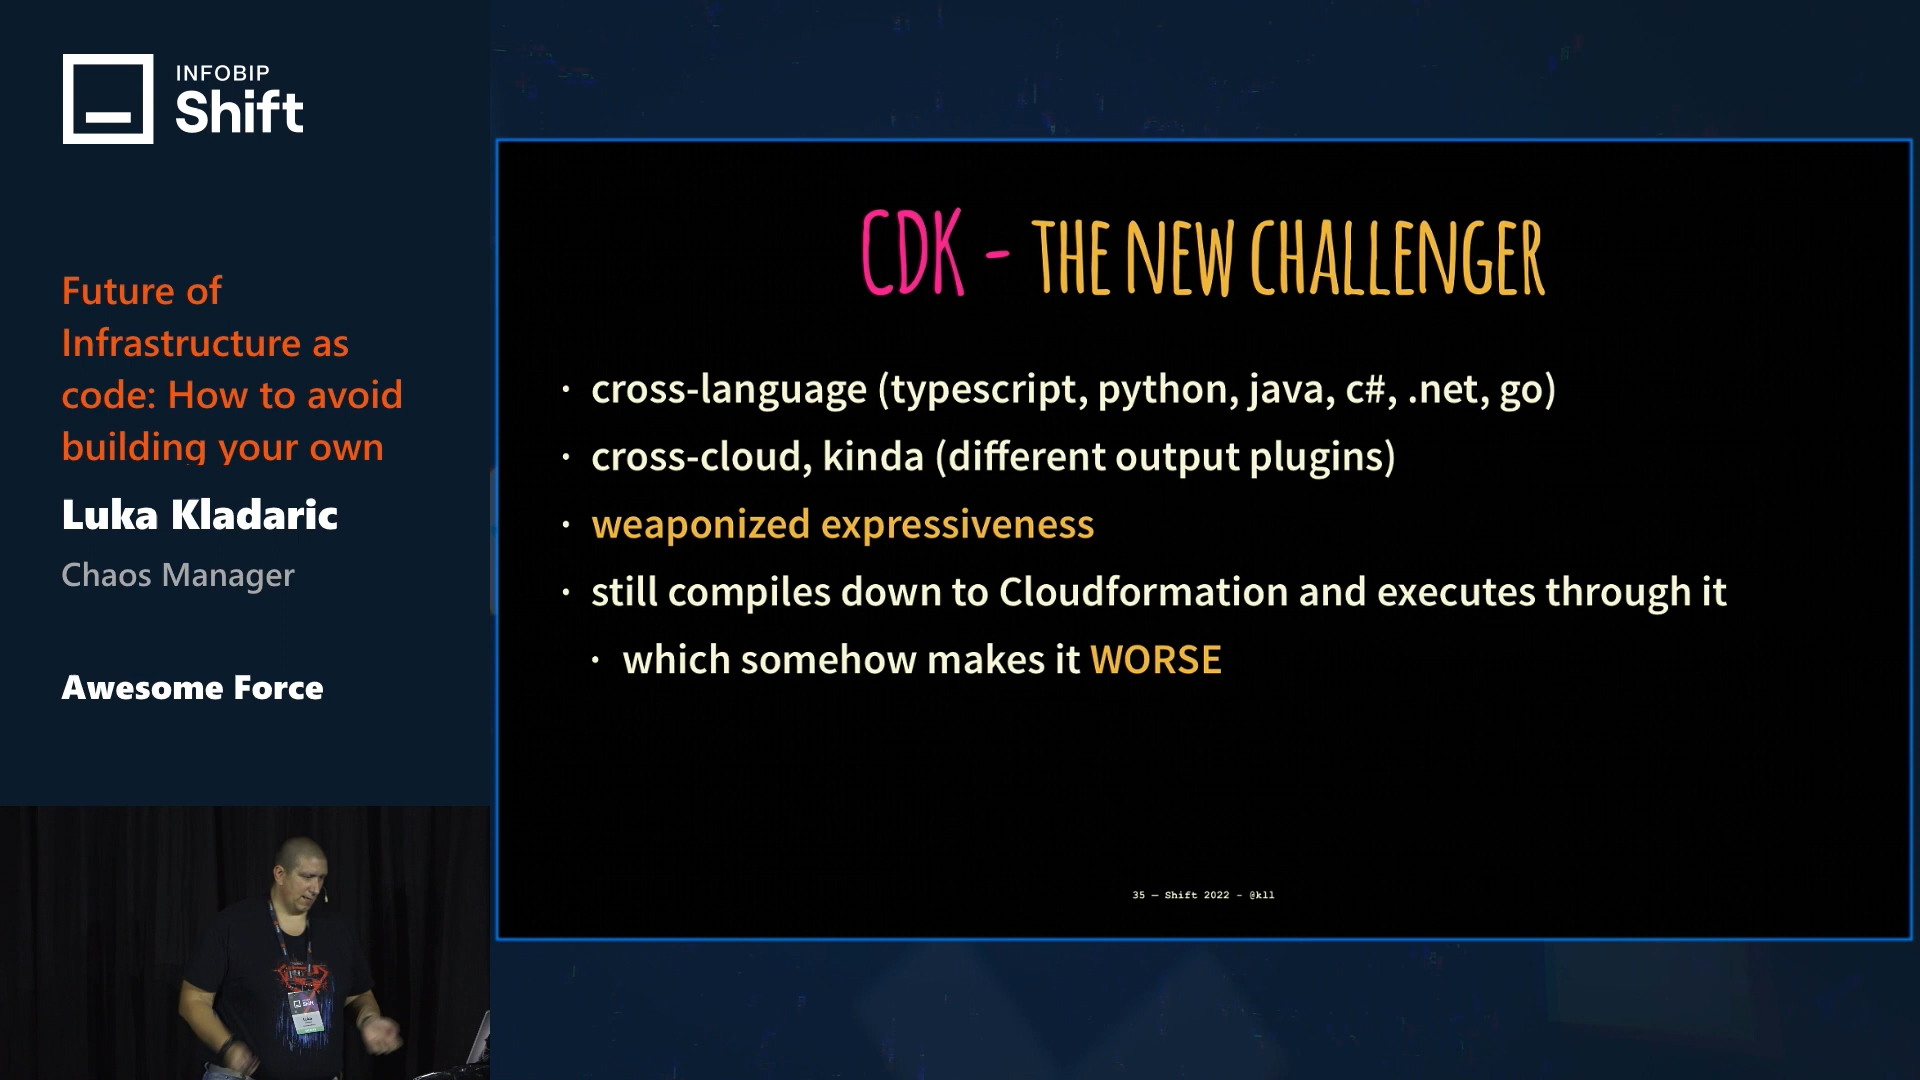 INFOBIP
Shift
Future of
Infrastructure as
code: How to avoid
building your own
Luka Kladaric
Chaos Manager
Awesome Force
CDK - THE NEW CHALLENGER
· cross-language (typescript, python, java, c#, .net, go)
· cross-cloud, kinda (different output plugins)
· weaponized expressiveness
· still compiles down to Cloudformation and executes through it
· which somehow makes it WORSE
35 — Shift 2022 - @kll